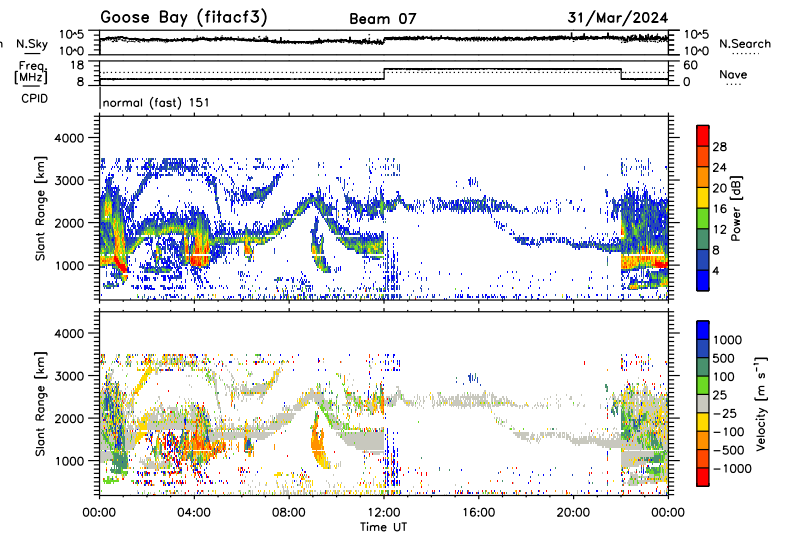 Goose Bay (fitacf3) Beam 07 31/Mar/2024
N.Sky 10^5 10^0 10^5 10^0 N.Search
Freq. [MHz] 18 8 60 0 Nave
CPID normal (fast) 151
Slant Range [km] 4000 3000 2000 1000
Power [dB] 28 24 20 16 12 8 4
Slant Range [km] 4000 3000 2000 1000
Velocity [m s^-1] 1000 500 100 25 -25 -100 -500 -1000
00:00 04:00 08:00 12:00 16:00 20:00 00:00
Time UT